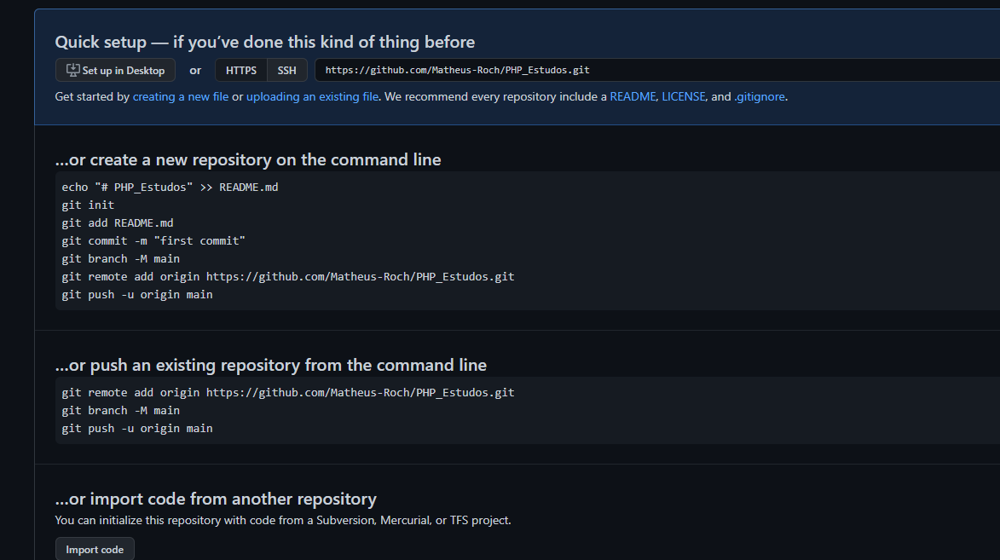 Quick setup — if you’ve done this kind of thing before
Set up in Desktop or HTTPS SSH https://github.com/Matheus-Roch/PHP_Estudos.git
Get started by creating a new file or uploading an existing file. We recommend every repository include a README, LICENSE, and .gitignore.
…or create a new repository on the command line
echo "# PHP_Estudos" >> README.md
git init
git add README.md
git commit -m "first commit"
git branch -M main
git remote add origin https://github.com/Matheus-Roch/PHP_Estudos.git
git push -u origin main
…or push an existing repository from the command line
git remote add origin https://github.com/Matheus-Roch/PHP_Estudos.git
git branch -M main
git push -u origin main
…or import code from another repository
You can initialize this repository with code from a Subversion, Mercurial, or TFS project.
Import code